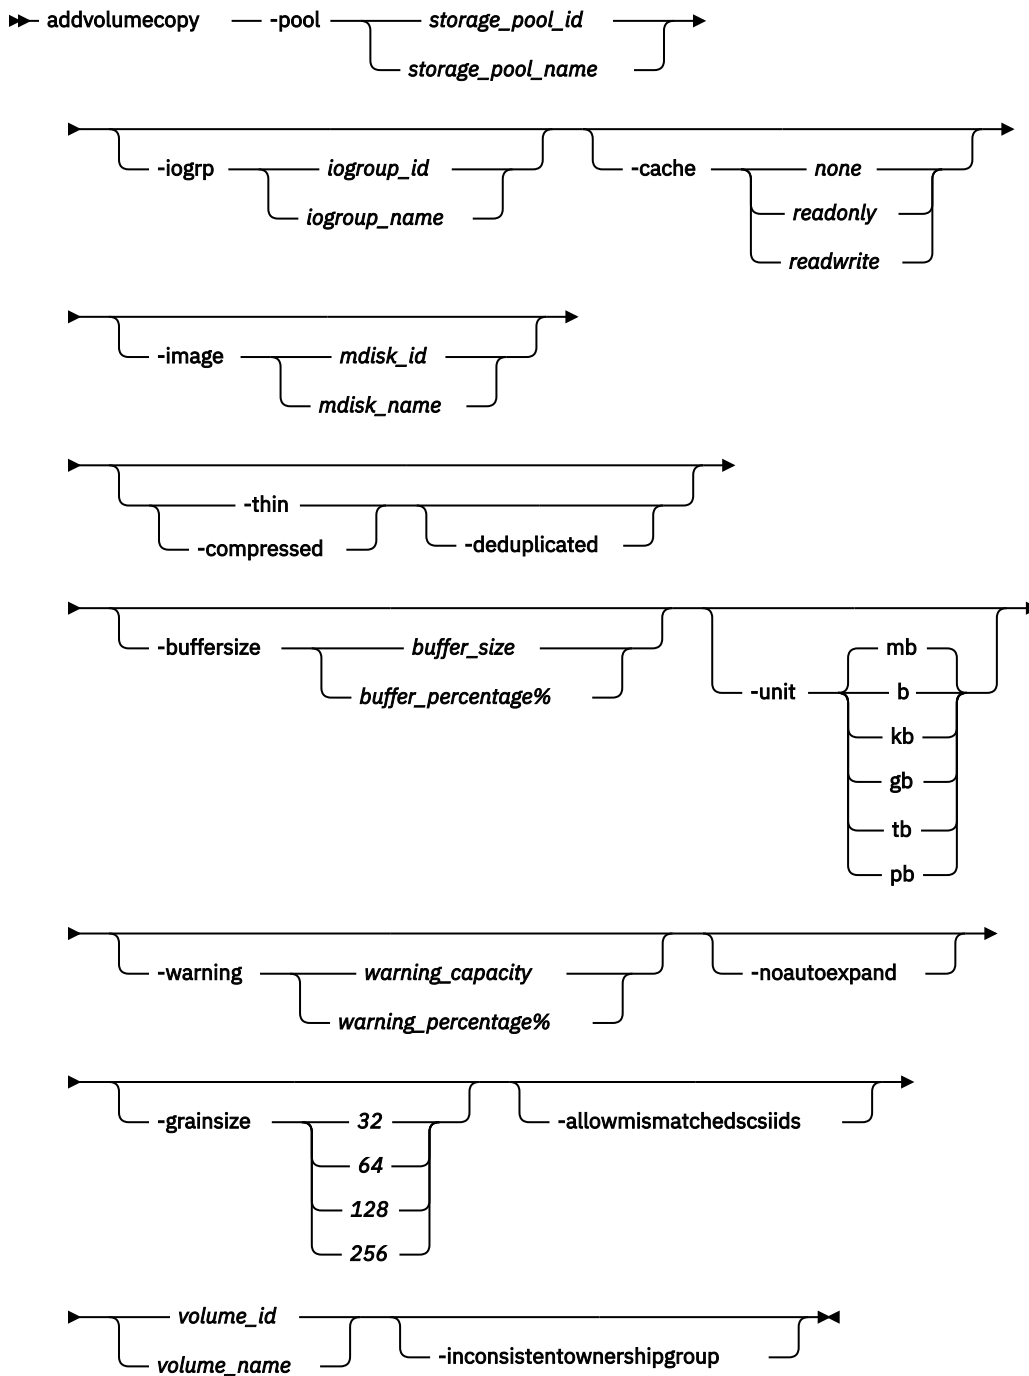 addvolumecopy -pool storage_pool_id
storage_pool_name
-iogrp iogroup_id -cache none
iogroup_name readonly
readwrite
-image mdisk_id
mdisk_name
-thin
-compressed -deduplicated
-buffersize buffer_size mb
buffer_percentage% -unit b
kb
gb
tb
pb
-warning warning_capacity -noautoexpand
warning_percentage%
-grainsize 32 -allowmismatchedscsiids
64
128
256
volume_id
volume_name -inconsistentownershipgroup